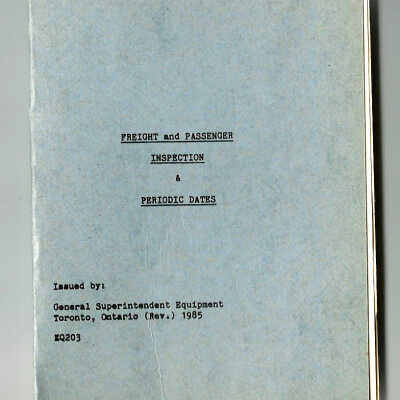 FREIGHT and PASSENGER
INSPECTION
&
PERIODIC DATES
Issued by:
General Superintendent Equipment
Toronto, Ontario (Rev.) 1985
EQ203